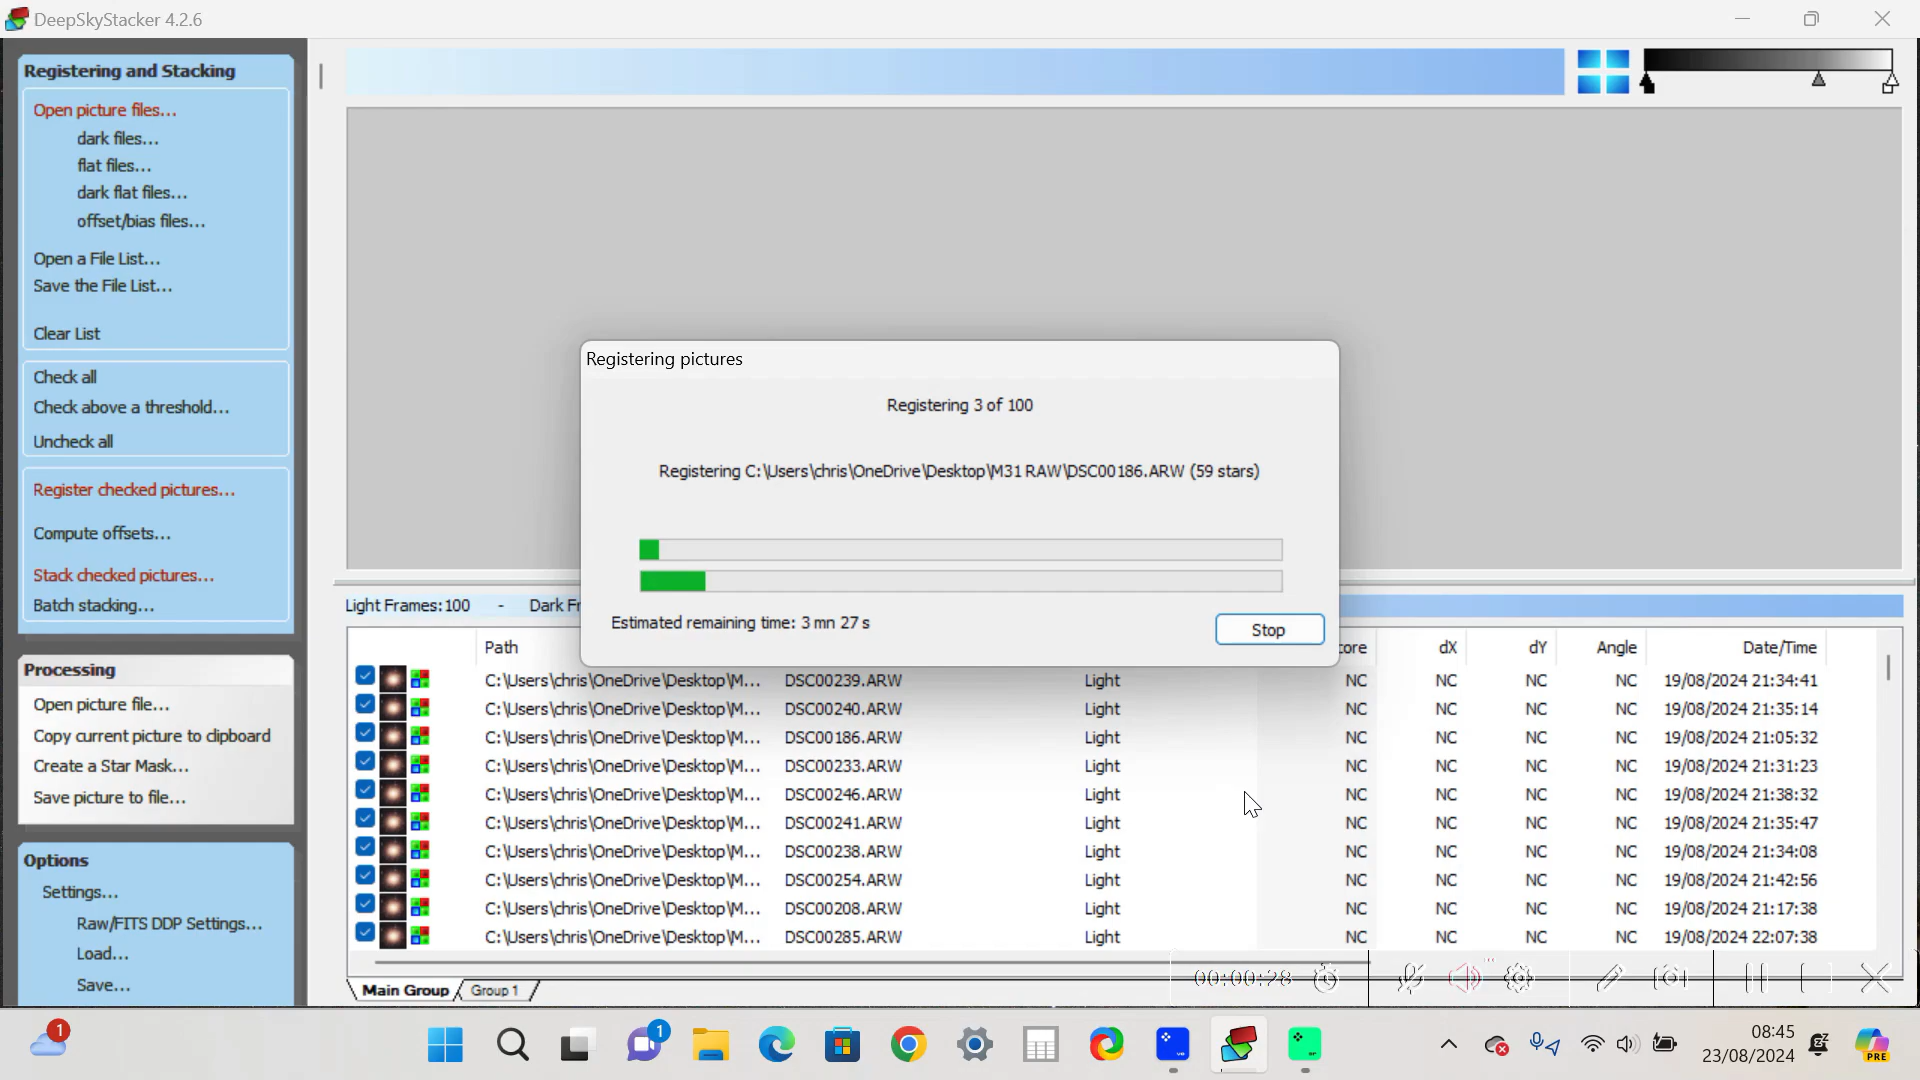 DeepSkyStacker 4.2.6
Registering and Stacking
Open picture files...
dark files...
flat files...
dark flat files...
offset/bias files...
Open a File List...
Save the File List...
Clear List
Check all
Check above a threshold...
Uncheck all
Register checked pictures...
Compute offsets...
Stack checked pictures...
Batch stacking...
Processing
Open picture file...
Copy current picture to clipboard
Create a Star Mask...
Save picture to file...
Options
Settings...
Raw/FITS DDP Settings...
Load...
Save...
Registering pictures
Registering 3 of 100
Registering C:\Users\chris\OneDrive\Desktop\M31 RAW\DSC00186.ARW (59 stars)
Estimated remaining time: 3 mn 27 s
Stop
Light Frames: 100 - Dark Fr
Path core dX dY Angle Date/Time
C:\Users\chris\OneDrive\Desktop\M... DSC00239.ARW Light NC NC NC NC 19/08/2024 21:34:41
C:\Users\chris\OneDrive\Desktop\M... DSC00240.ARW Light NC NC NC NC 19/08/2024 21:35:14
C:\Users\chris\OneDrive\Desktop\M... DSC00186.ARW Light NC NC NC NC 19/08/2024 21:05:32
C:\Users\chris\OneDrive\Desktop\M... DSC00233.ARW Light NC NC NC NC 19/08/2024 21:31:23
C:\Users\chris\OneDrive\Desktop\M... DSC00246.ARW Light NC NC NC NC 19/08/2024 21:38:32
C:\Users\chris\OneDrive\Desktop\M... DSC00241.ARW Light NC NC NC NC 19/08/2024 21:35:47
C:\Users\chris\OneDrive\Desktop\M... DSC00238.ARW Light NC NC NC NC 19/08/2024 21:34:08
C:\Users\chris\OneDrive\Desktop\M... DSC00254.ARW Light NC NC NC NC 19/08/2024 21:42:56
C:\Users\chris\OneDrive\Desktop\M... DSC00208.ARW Light NC NC NC NC 19/08/2024 21:17:38
C:\Users\chris\OneDrive\Desktop\M... DSC00285.ARW Light NC NC NC NC 19/08/2024 22:07:38
00:00:28
Main Group Group 1
1
1
08:45
23/08/2024
PRE